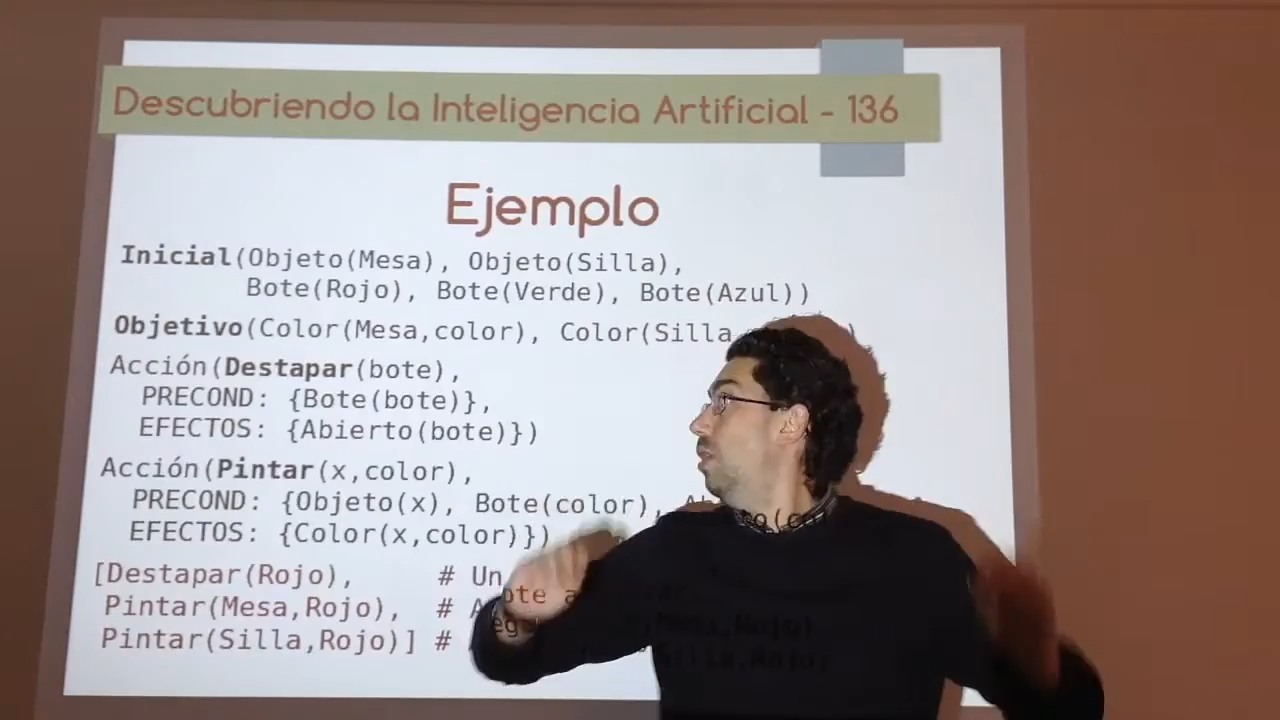 Descubriendo la Inteligencia Artificial - 136
Ejemplo
Inicial(Objeto(Mesa), Objeto(Silla),
Bote(Rojo), Bote(Verde), Bote(Azul))
Objetivo(Color(Mesa,color), Color(Silla
Acción(Destapar(bote),
PRECOND: {Bote(bote)},
EFECTOS: {Abierto(bote)})
Acción(Pintar(x,color),
PRECOND: {Objeto(x), Bote(color),
EFECTOS: {Color(x,color)})
[Destapar(Rojo), # Un
Pintar(Mesa,Rojo), #
Pintar(Silla,Rojo)] #